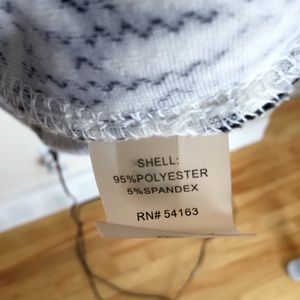 SHELL:
95%POLYESTER
5%SPANDEX
RN# 54163